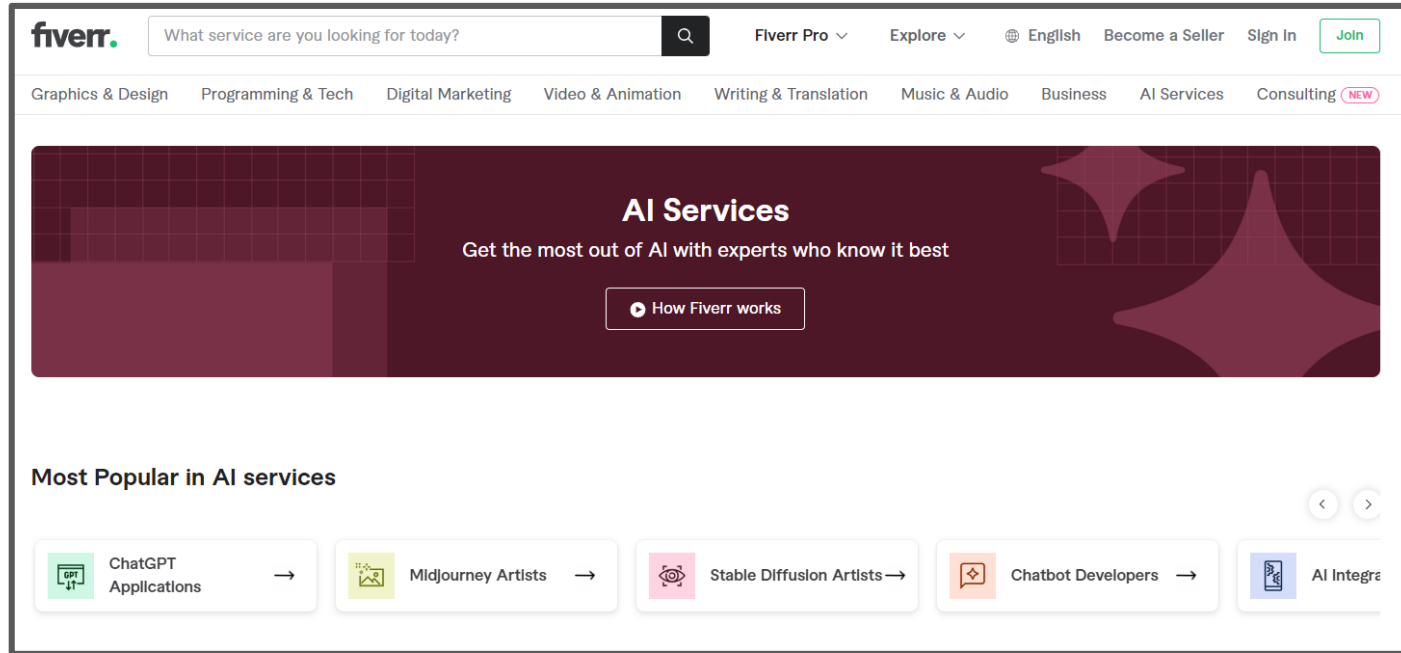 fiverr.
What service are you looking for today?
Fiverr Pro
Explore
English
Become a Seller
Sign In
Join
Graphics & Design
Programming & Tech
Digital Marketing
Video & Animation
Writing & Translation
Music & Audio
Business
AI Services
Consulting NEW
AI Services
Get the most out of AI with experts who know it best
How Fiverr works
Most Popular in AI services
GPT
ChatGPT
Applications
Midjourney Artists
Stable Diffusion Artists
Chatbot Developers
AI Integra